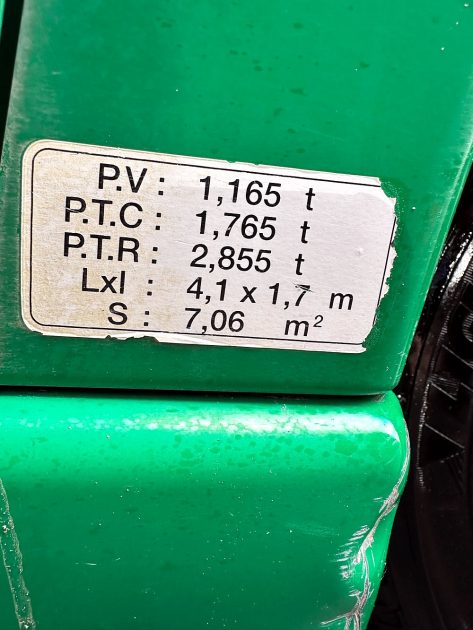 P.V : 1,165 t
P.T.C : 1,765 t
P.T.R : 2,855 t
Lxl : 4,1 x 1,7 m
S : 7,06 m²